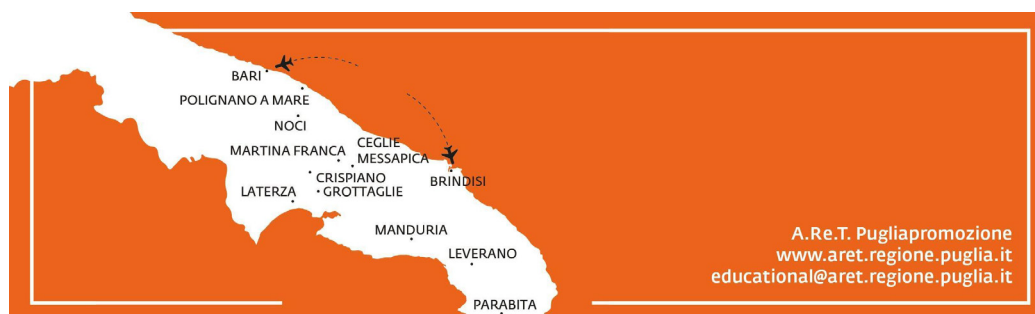 BARI
POLIGNANO A MARE
NOCI
MARTINA FRANCA
CEGLIE
MESSAPICA
CRISPIANO
GROTTAGLIE
LATERZA
BRINDISI
MANDURIA
LEVERANO
PARABITA
A.Re.T. Pugliapromozione
www.aret.regione.puglia.it
educational@aret.regione.puglia.it